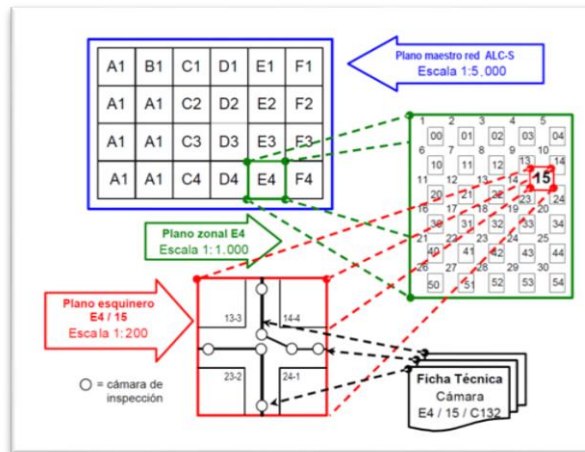 Plano maestro red ALC-S
Escala 1:5,000
A1 B1 C1 D1 E1 F1
A1 A1 C2 D2 E2 F2
A1 A1 C3 D3 E3 F3
A1 A1 C4 D4 E4 F4
1 2 3 4 5
00 01 02 03 04
6 7 8 9 10
10 11 12 13 14
15
20 21 22 23 24
16 17 18 19 20
30 31 32 33 34
21 22 23 24 25
40 41 42 43 44
26 27 28 29 30
50 51 52 53 54
Plano zonal E4
Escala 1:1.000
Plano esquinero
E4 / 15
Escala 1:200
13-3 14-4
23-2 24-1
= cámara de
inspección
Ficha Técnica
Cámara
E4 / 15 / C132